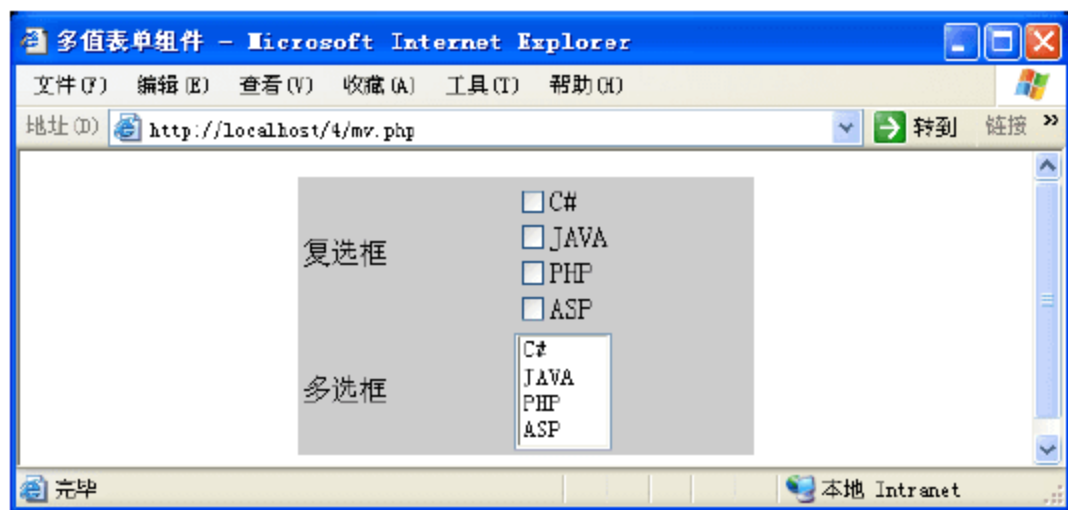 多值表单组件 - Microsoft Internet Explorer
文件(F) 编辑(E) 查看(V) 收藏(A) 工具(T) 帮助(H)
地址(D) http://localhost/4/mv.php 转到 链接 »
复选框
C#
JAVA
PHP
ASP
多选框
C#
JAVA
PHP
ASP
完毕 本地 Intranet